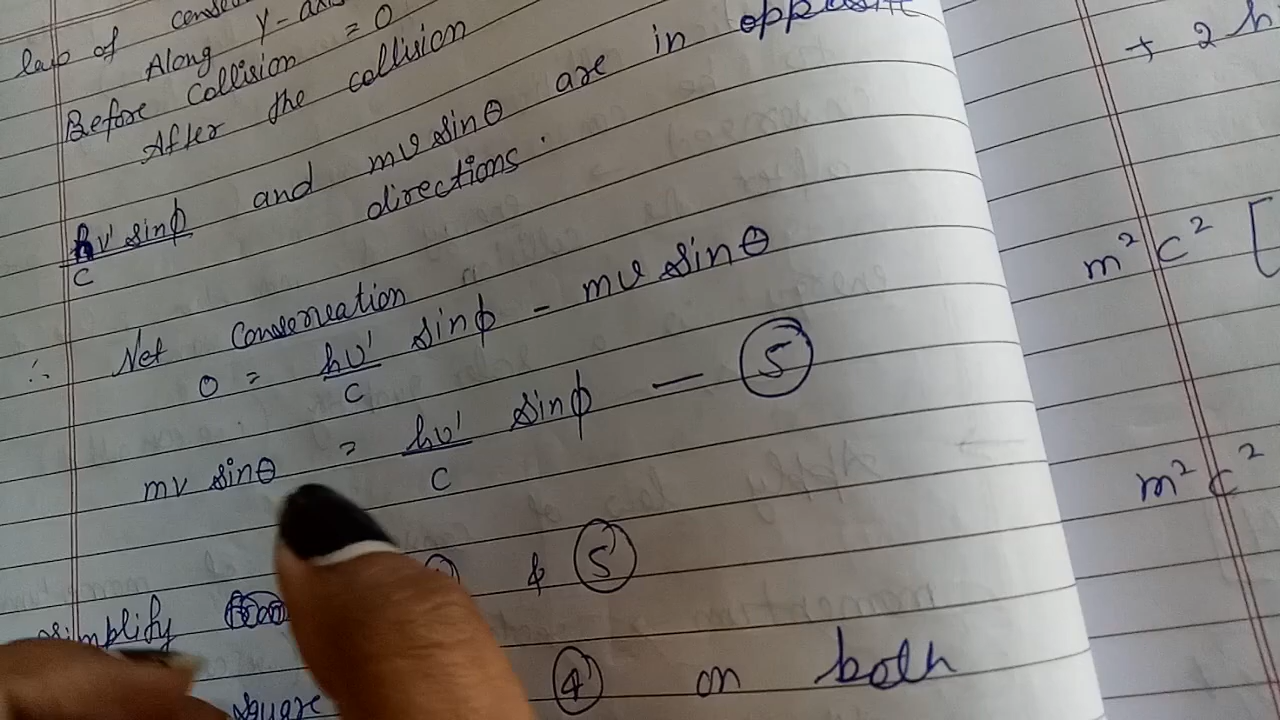 law of
Along Y-axis
Before Collision = 0
After the collision
hν' sinϕ / c and mv sinθ are in opposite
directions.
∴ Net Conservation
0 = hν'/c sinϕ - mv sinθ
mv sinθ = hν'/c sinϕ — (5)
simplify & (5)
square (4) on both
+ 2h
m²c² [
m²c²